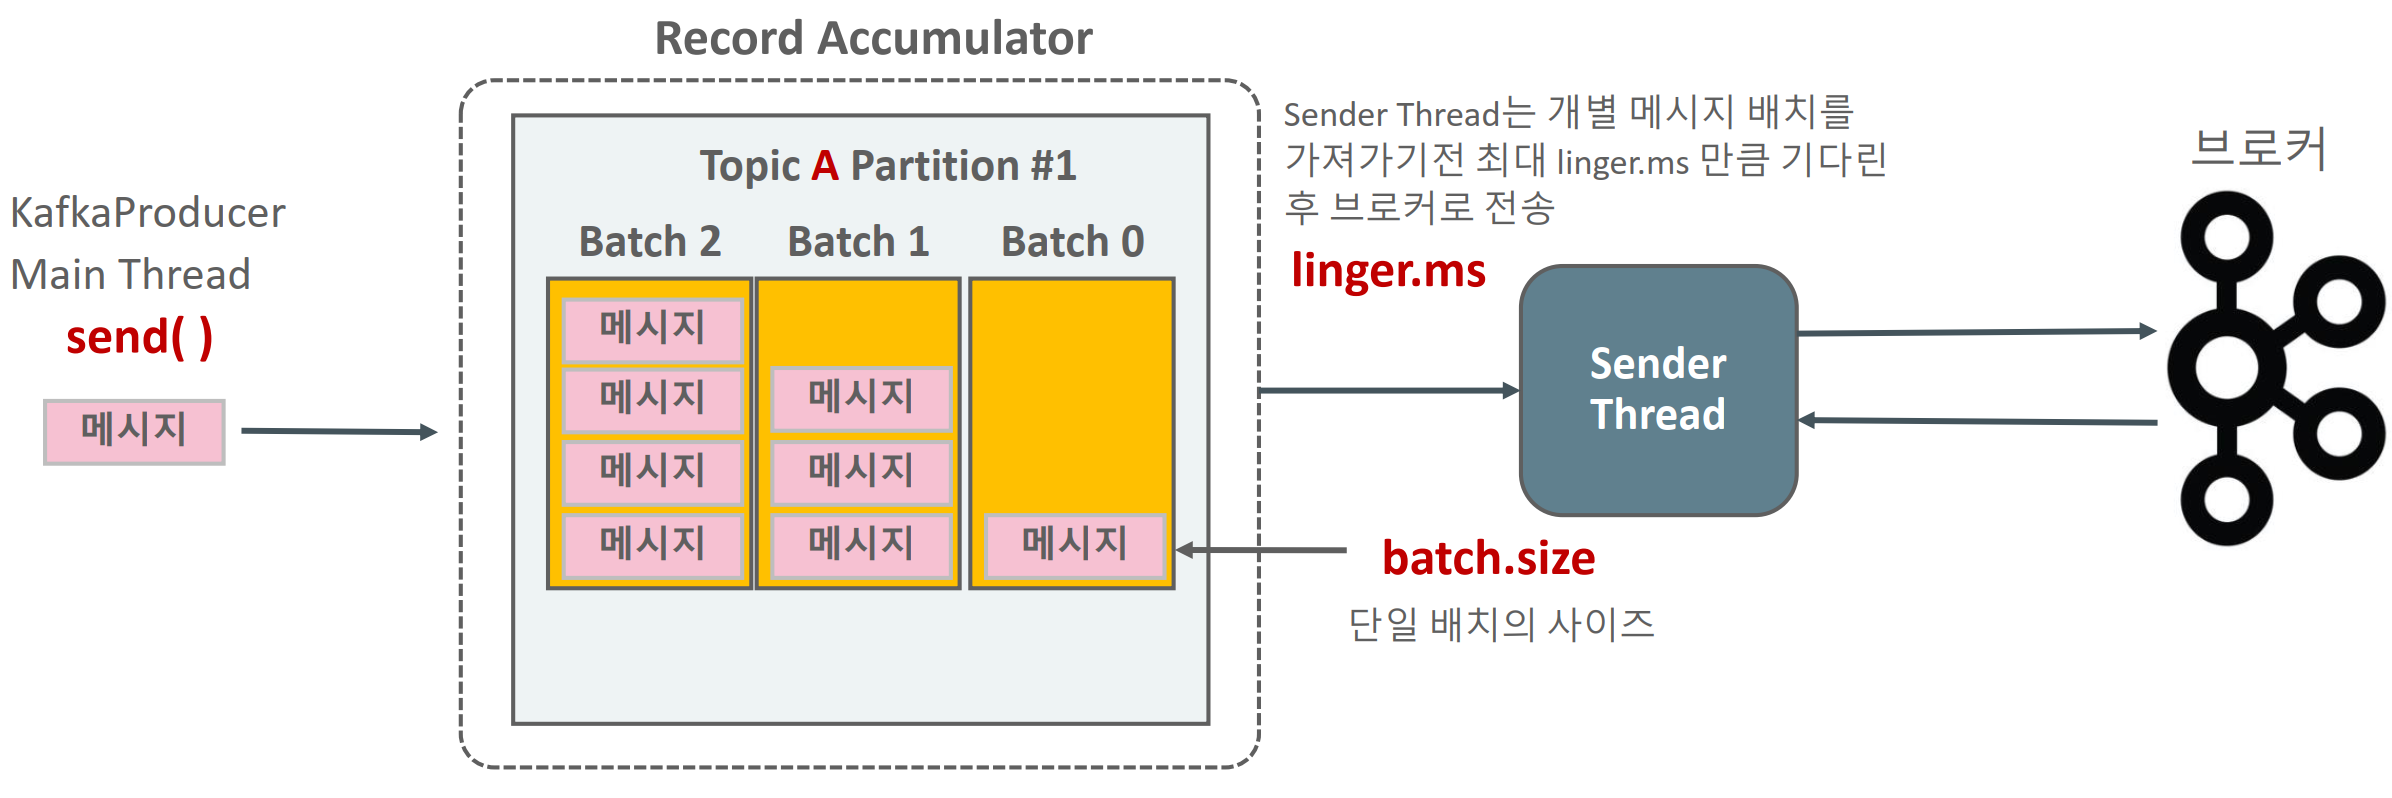 Record Accumulator
KafkaProducer
Main Thread
send( )
메시지
Topic A Partition #1
Batch 2
Batch 1
Batch 0
메시지
메시지
메시지
메시지
메시지
메시지
메시지
메시지
Sender Thread는 개별 메시지 배치를
가져가기전 최대 linger.ms 만큼 기다린
후 브로커로 전송
linger.ms
Sender
Thread
batch.size
단일 배치의 사이즈
브로커